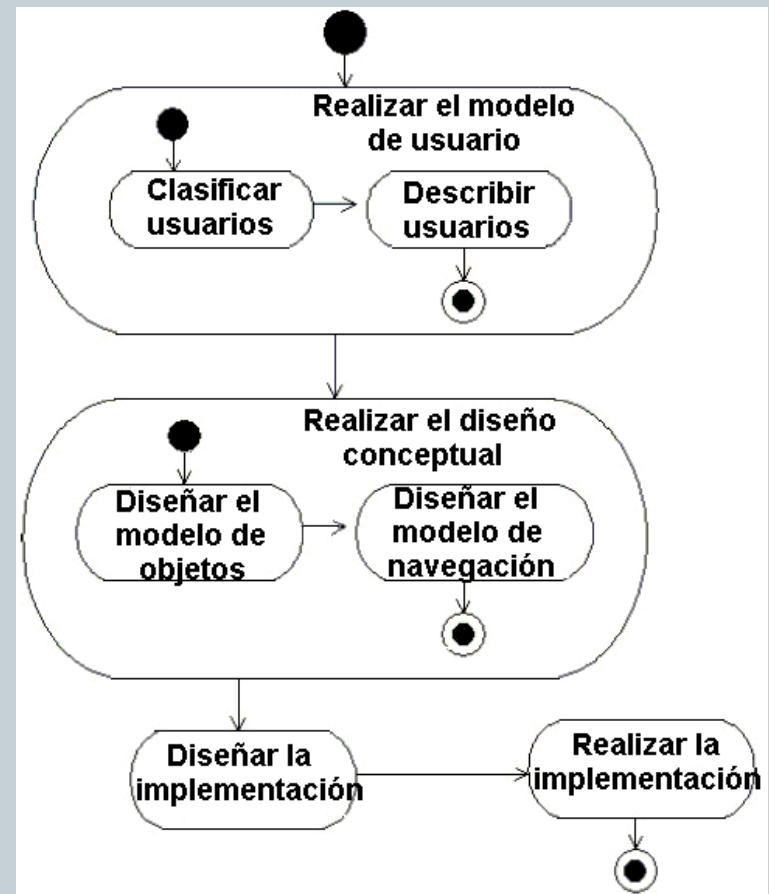 Realizar el modelo
de usuario
Clasificar
usuarios
Describir
usuarios
Realizar el diseño
conceptual
Diseñar el
modelo de
objetos
Diseñar el
modelo de
navegación
Diseñar la
implementación
Realizar la
implementación